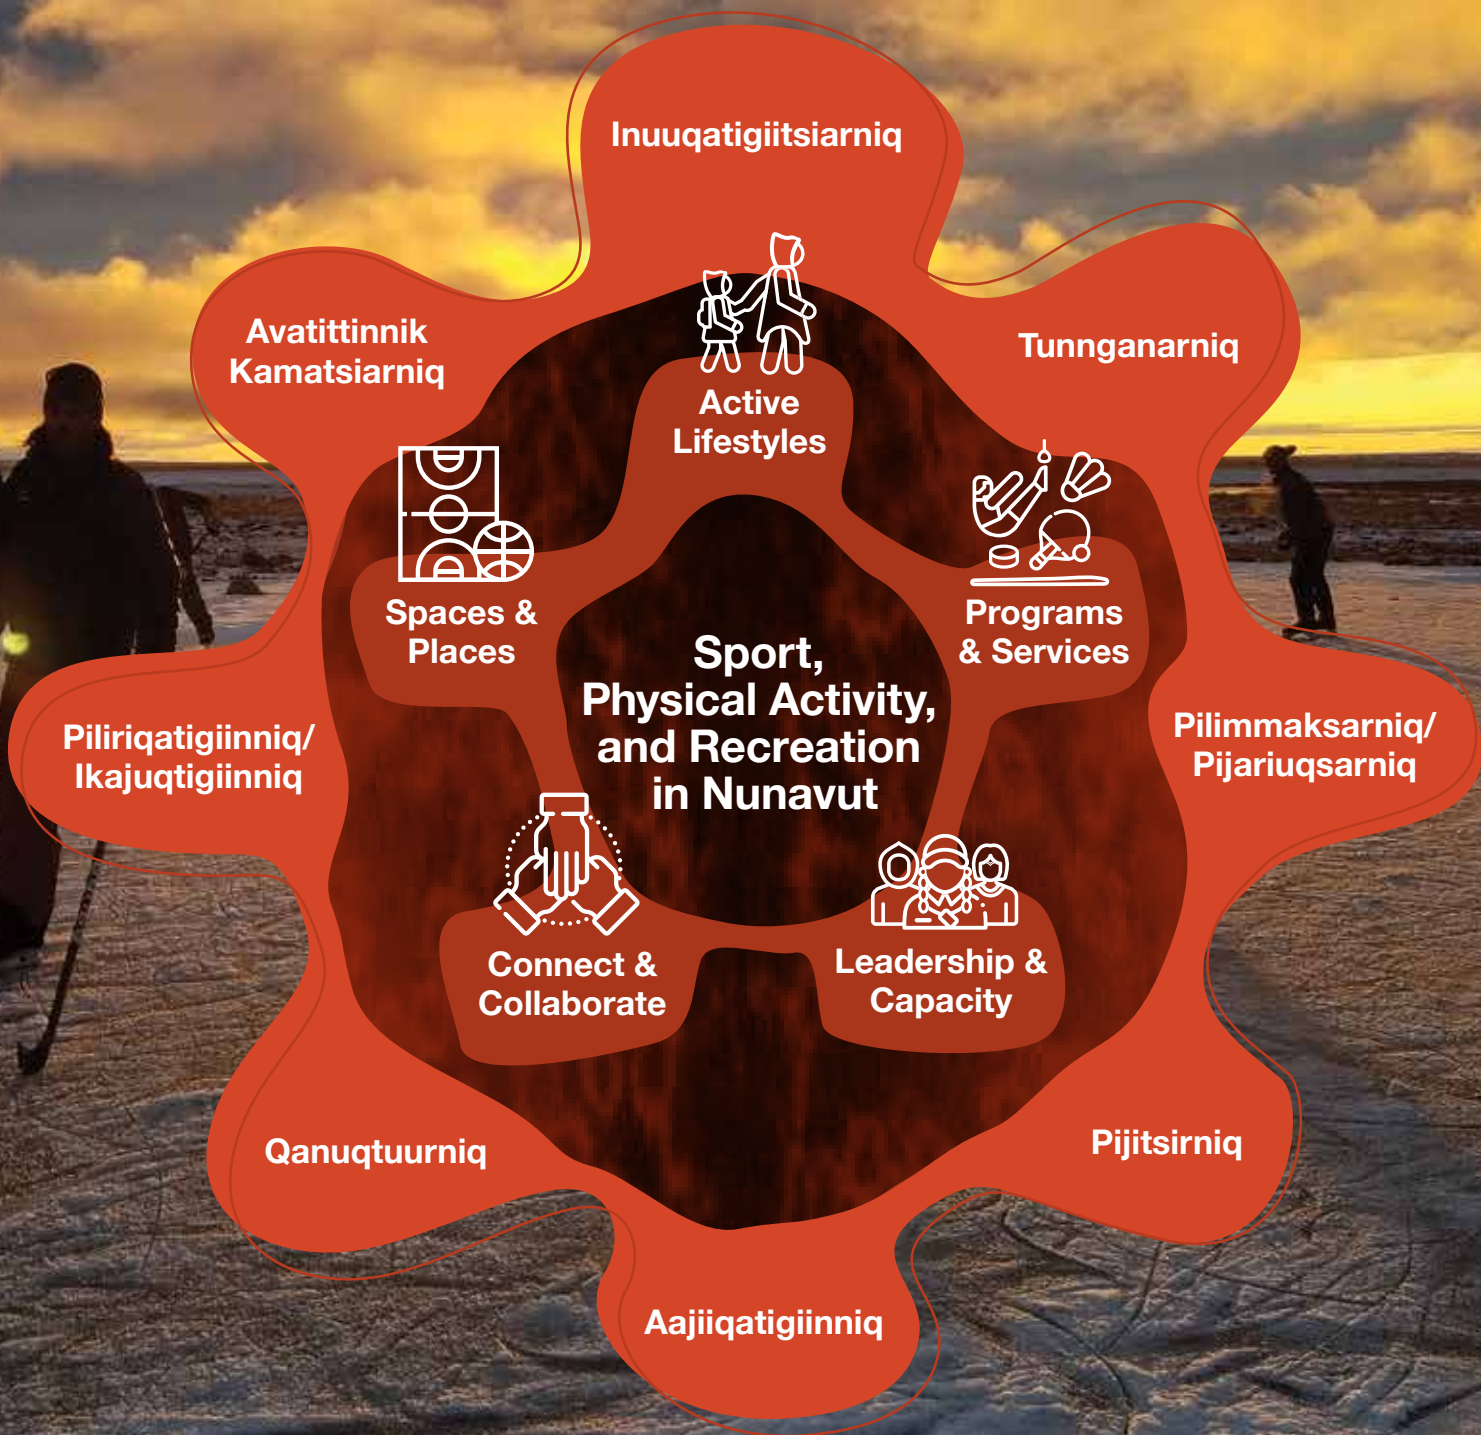 Inuuqatigiitsiarniq
Tunnganarniq
Pilimmaksarniq/
Pijariuqsarniq
Pijitsirniq
Aajiiqatigiinniq
Qanuqtuurniq
Piliriqatigiinniq/
Ikajuqtigiinniq
Avatittinnik
Kamatsiarniq
Active
Lifestyles
Programs
& Services
Leadership &
Capacity
Connect &
Collaborate
Spaces &
Places
Sport,
Physical Activity,
and Recreation
in Nunavut